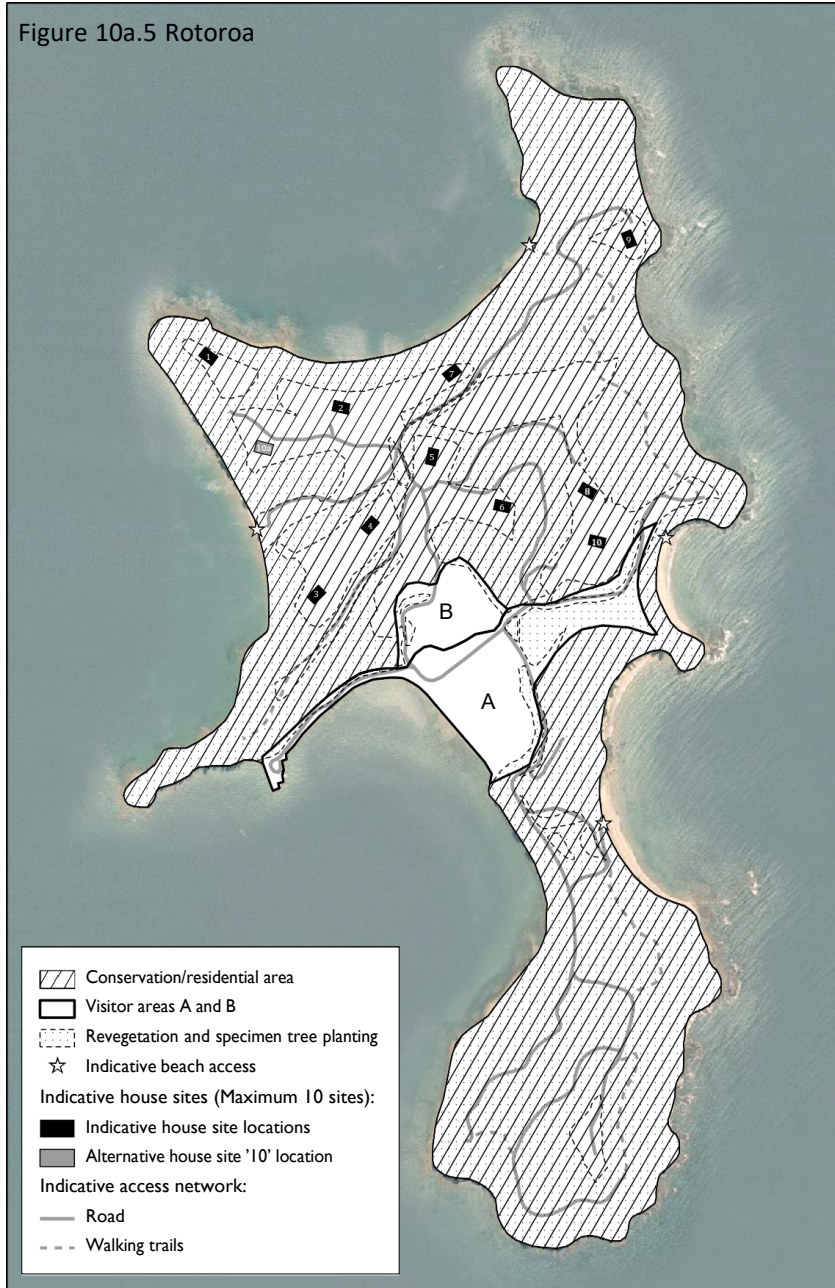 Figure 10a.5 Rotoroa
9
1
7
2
10a
5
8
6
4
10
3
B
A
Conservation/residential area
Visitor areas A and B
Revegetation and specimen tree planting
Indicative beach access
Indicative house sites (Maximum 10 sites):
Indicative house site locations
Alternative house site '10' location
Indicative access network:
Road
Walking trails